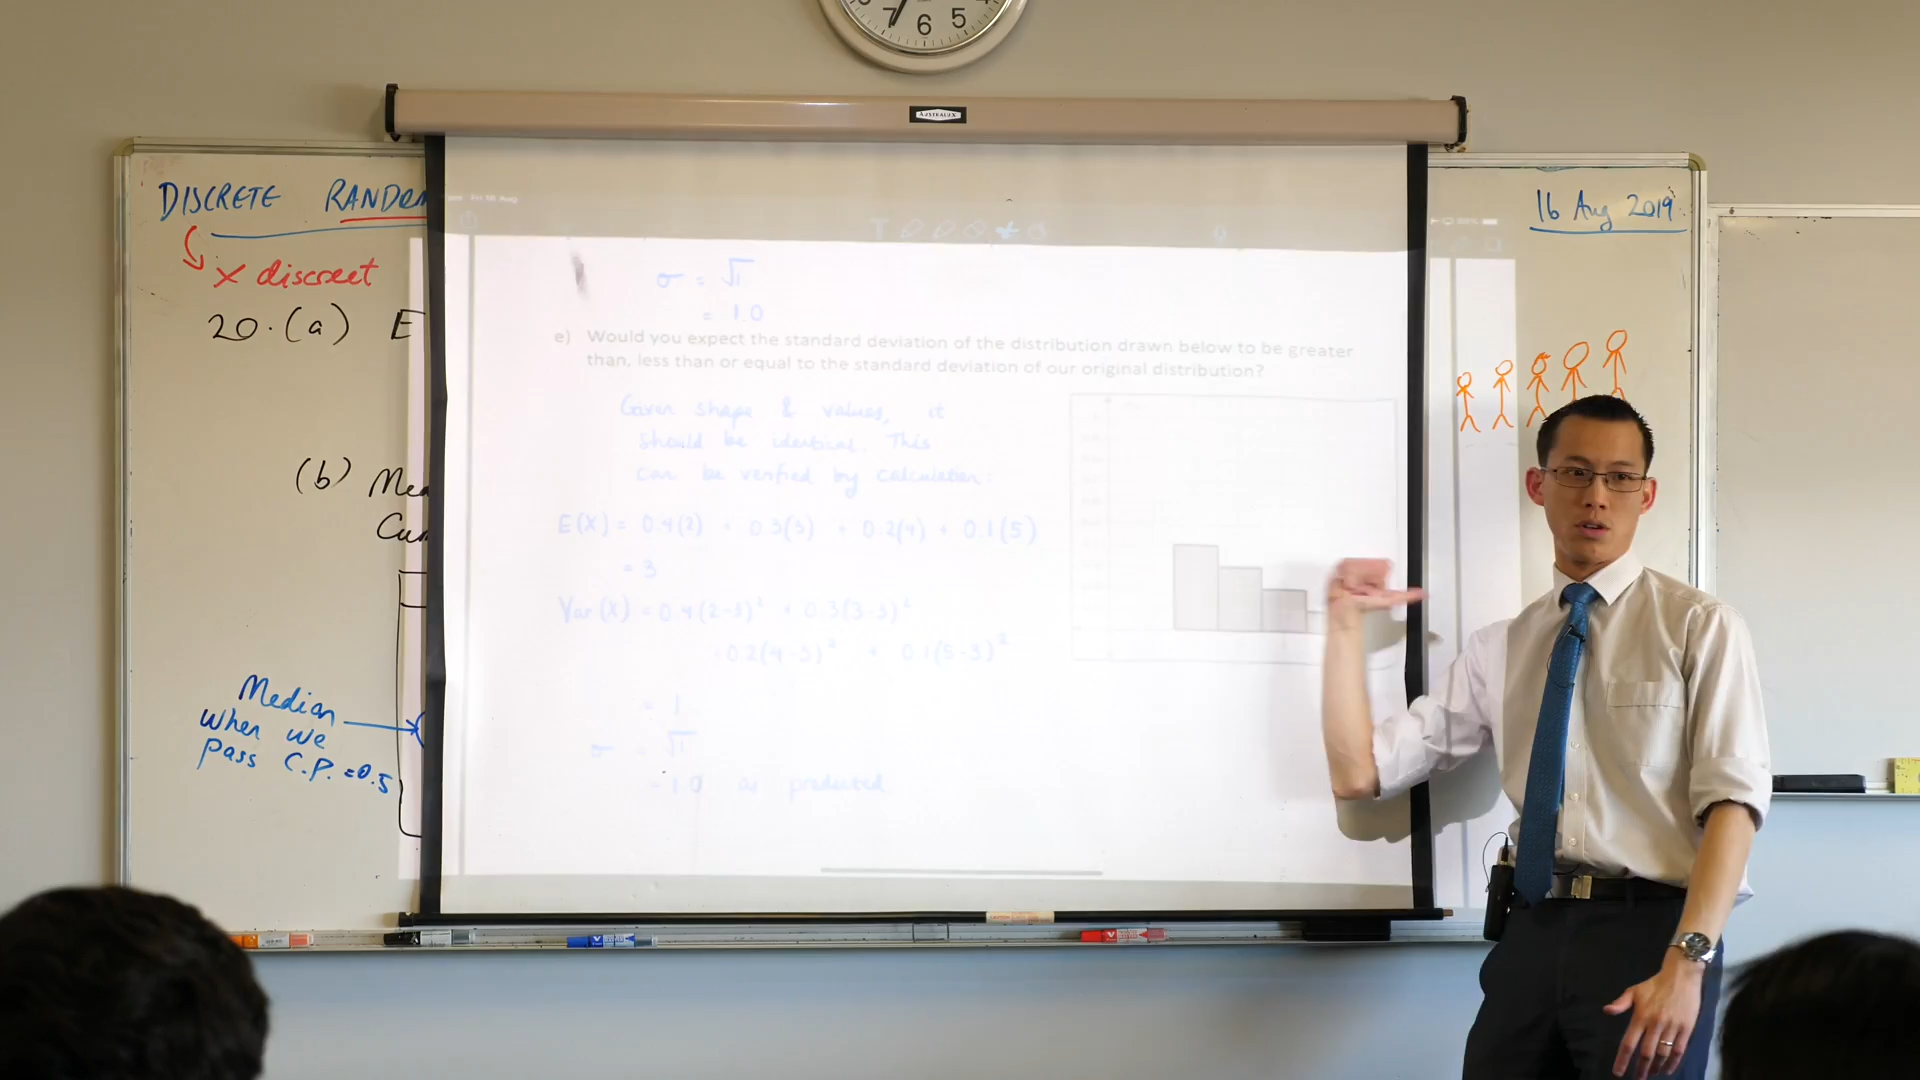 7 6 5
AUSTRALUX
DISCRETE RANDOM
X discreet
20. (a) E
(b) Mea
Cum
Median
when we
pass C.P. = 0.5
16 Aug 2019
σ = √1
= 1.0
e) Would you expect the standard deviation of the distribution drawn below to be greater
than, less than or equal to the standard deviation of our original distribution?
Given shape & values, it
should be identical. This
can be verified by calculation:
E(X) = 0.4(2) + 0.3(3) + 0.2(4) + 0.1(5)
= 3
Var(X) = 0.4(2-3)² + 0.3(3-3)²
+0.2(4-3)² + 0.1(5-3)²
= 1
σ = √1
= 1.0 as predicted